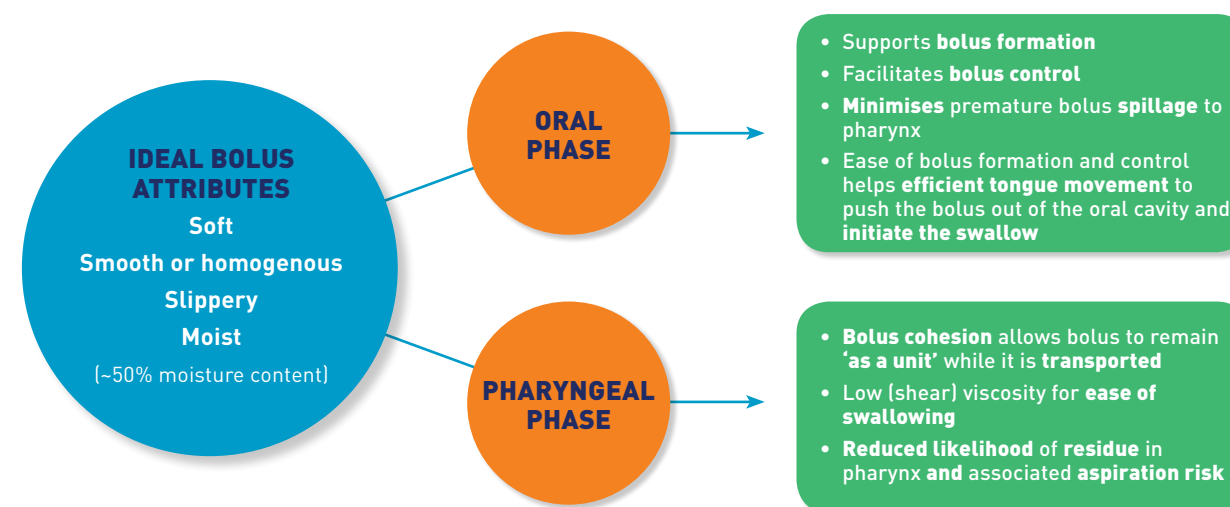 IDEAL BOLUS
ATTRIBUTES
Soft
Smooth or homogenous
Slippery
Moist
(~50% moisture content)
ORAL
PHASE
• Supports bolus formation
• Facilitates bolus control
• Minimises premature bolus spillage to
pharynx
• Ease of bolus formation and control
helps efficient tongue movement to
push the bolus out of the oral cavity and
initiate the swallow
PHARYNGEAL
PHASE
• Bolus cohesion allows bolus to remain
‘as a unit’ while it is transported
• Low (shear) viscosity for ease of
swallowing
• Reduced likelihood of residue in
pharynx and associated aspiration risk